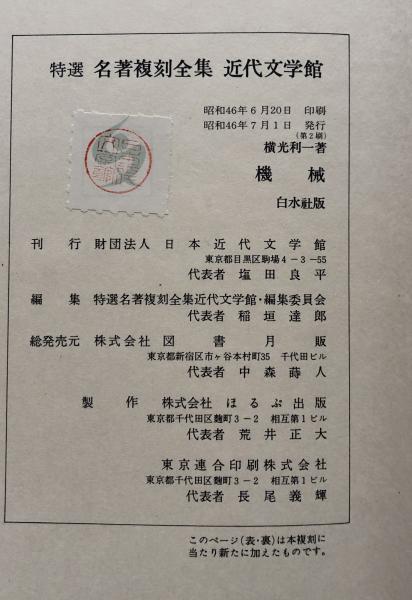 特選 名著複刻全集 近代文学館
昭和46年6月20日 印刷
昭和46年7月1日 発行
(第2刷)
横光利一著
機械
白水社版
刊行 財団法人 日本近代文学館
東京都目黒区駒場4-3-55
代表者 塩田良平
編集 特選名著複刻全集近代文学館・編集委員会
代表者 稲垣達郎
総発売元 株式会社 図書月販
東京都新宿区市ヶ谷本村町35 千代田ビル
代表者 中森蒔人
製作 株式会社 ほるぷ出版
東京都千代田区麹町3-2 相互第1ビル
代表者 荒井正大
東京連合印刷株式会社
東京都千代田区麹町3-2 相互第1ビル
代表者 長尾義輝
このページ(表・裏)は本複刻に
当たり新たに加えたものです。